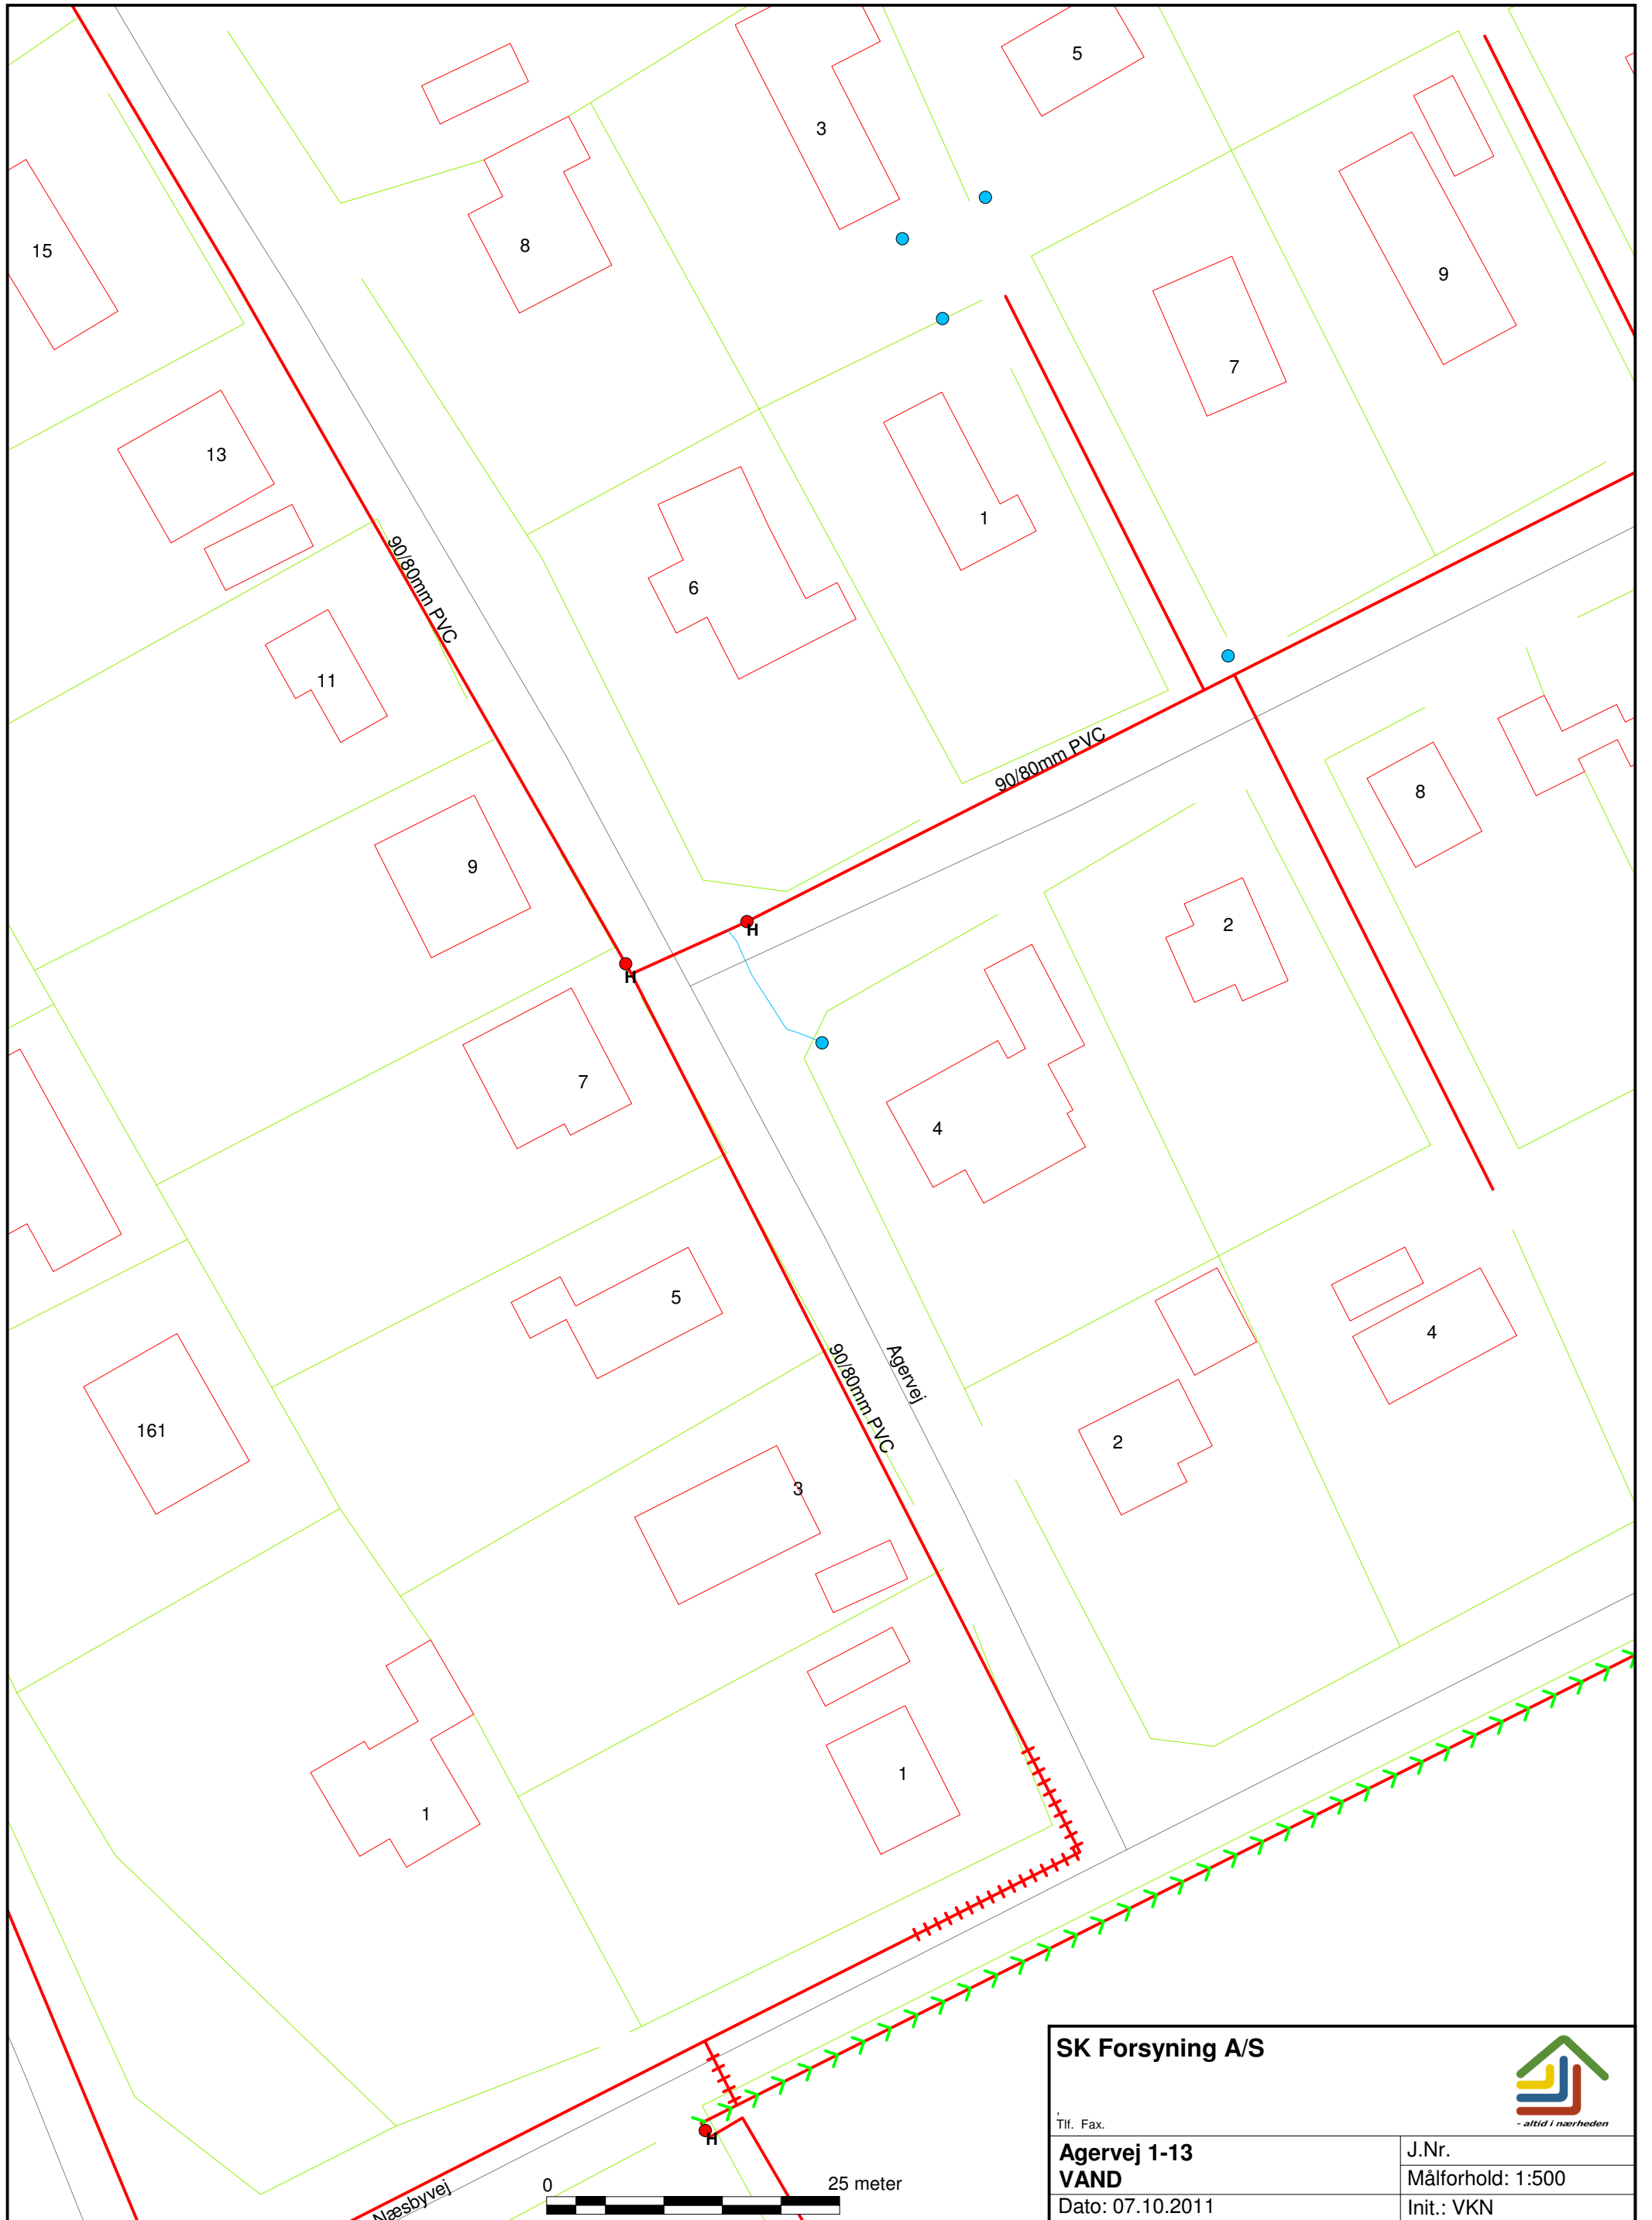 5
3
15
8
9
7
13
90/80mm PVC
1
6
11
90/80mm PVC
8
9
2
H
H
7
4
5
4
90/80mm PVC
Agervej
161
2
3
1
1
SK Forsyning A/S
,
Tlf. Fax.
- altid i nærheden
H
Agervej 1-13
VAND
J.Nr.
Målforhold: 1:500
Dato: 07.10.2011
Init.: VKN
0
25 meter
Næsbyvej